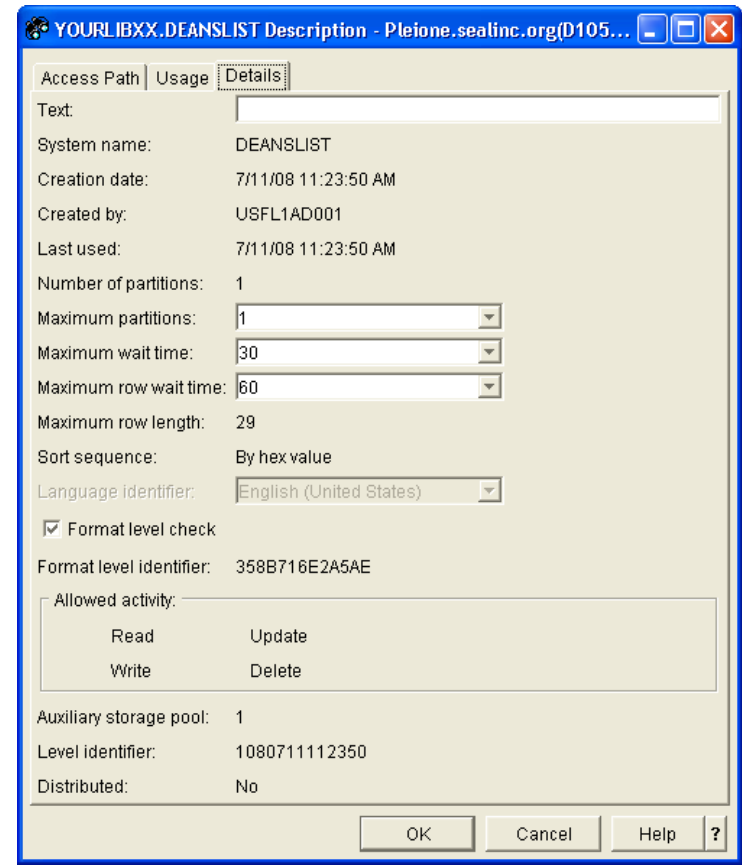 YOURLIBXX.DEANSLIST Description - Pleione.sealinc.org(D105...
Access Path Usage Details
Text:
System name: DEANSLIST
Creation date: 7/11/08 11:23:50 AM
Created by: USFL1AD001
Last used: 7/11/08 11:23:50 AM
Number of partitions: 1
Maximum partitions: 1
Maximum wait time: 30
Maximum row wait time: 60
Maximum row length: 29
Sort sequence: By hex value
Language identifier: English (United States)
Format level check
Format level identifier: 358B716E2A5AE
Allowed activity:
Read Update
Write Delete
Auxiliary storage pool: 1
Level identifier: 1080711112350
Distributed: No
OK Cancel Help ?